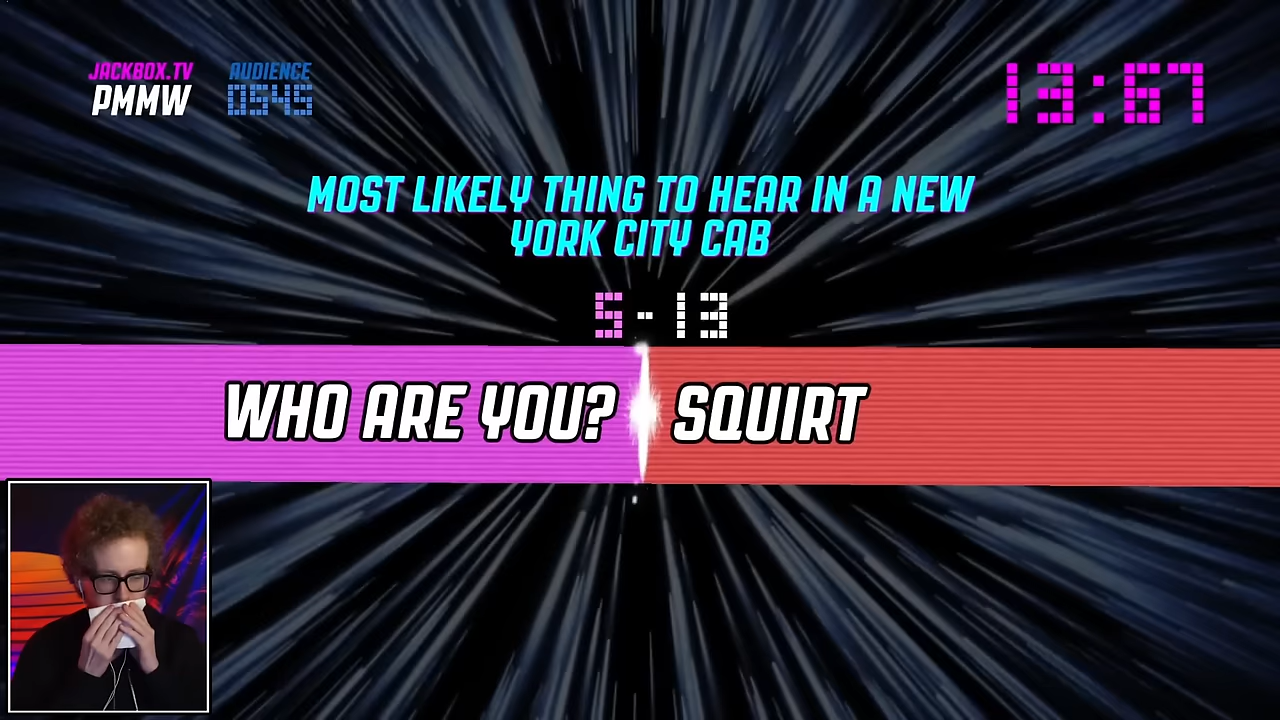 JACKBOX.TV
PMMW
AUDIENCE
0545
13:67
MOST LIKELY THING TO HEAR IN A NEW
YORK CITY CAB
5-13
WHO ARE YOU?
SQUIRT